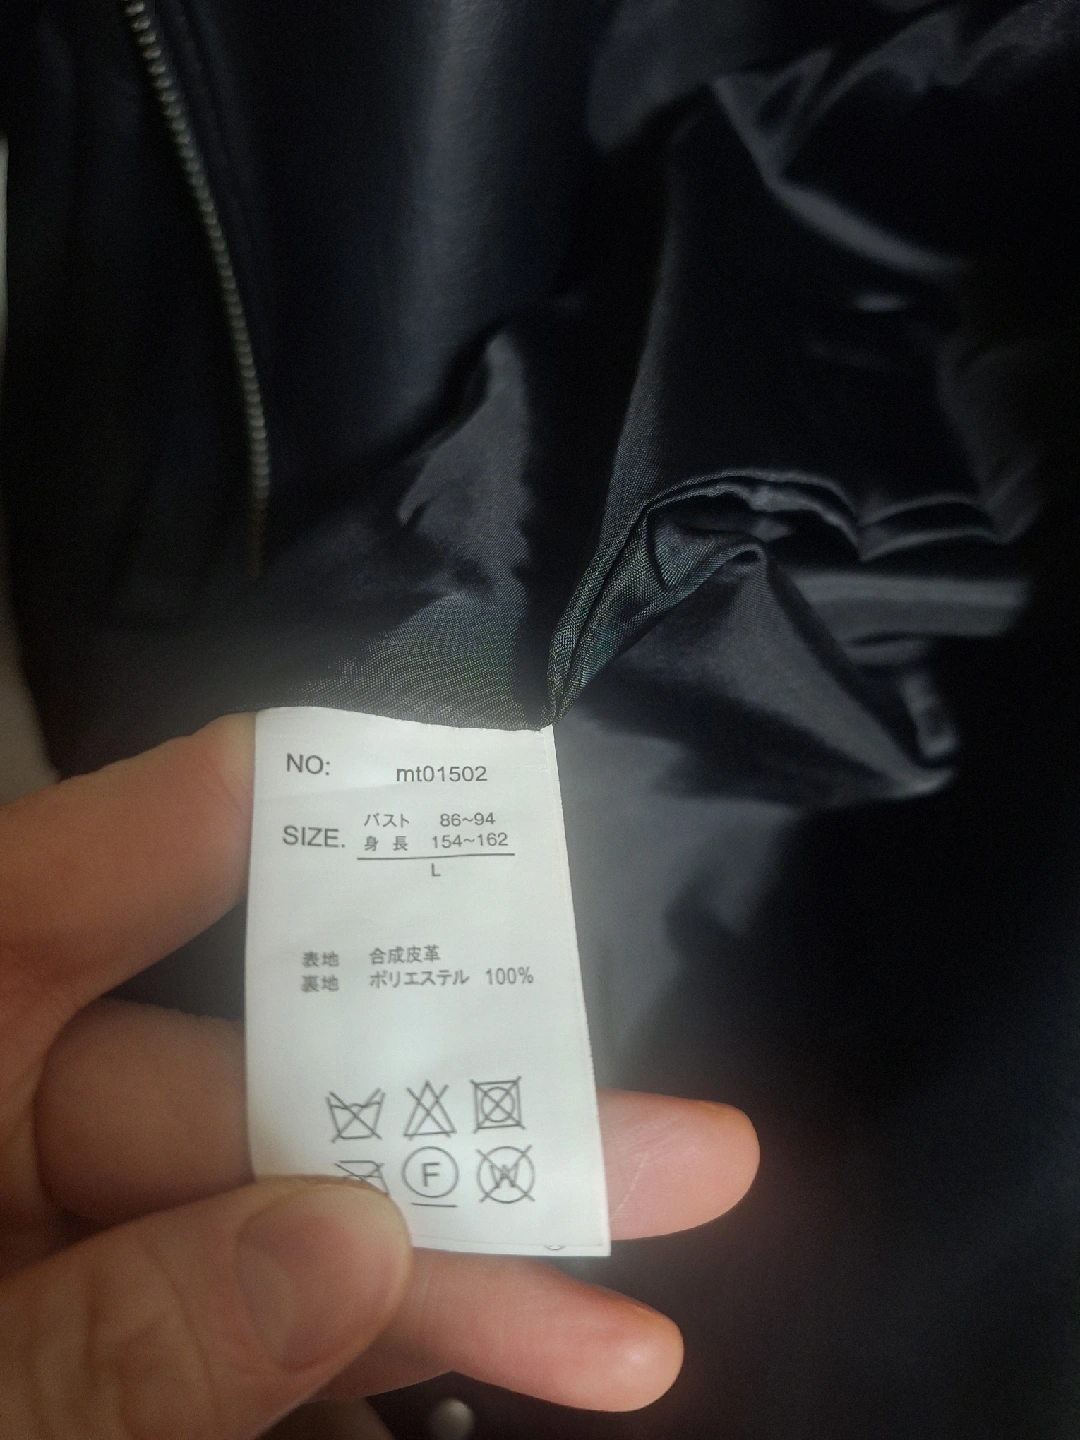 NO: mt01502
バスト 86~94
SIZE. 身長 154~162
L
表地 合成皮革
裏地 ポリエステル 100%
F W